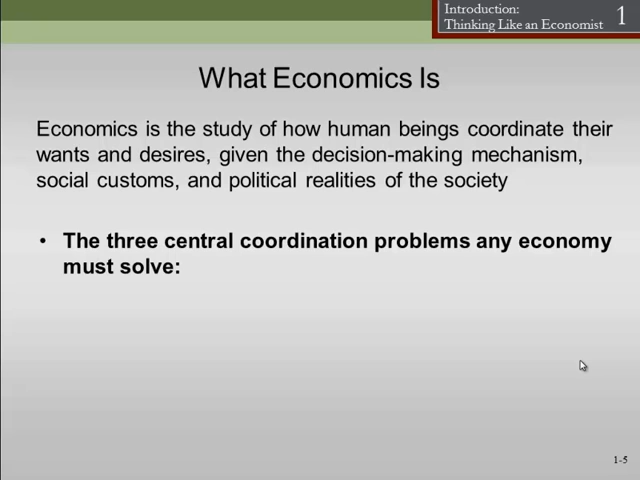 Introduction:
Thinking Like an Economist 1
What Economics Is
Economics is the study of how human beings coordinate their
wants and desires, given the decision-making mechanism,
social customs, and political realities of the society
• The three central coordination problems any economy
must solve:
1-5